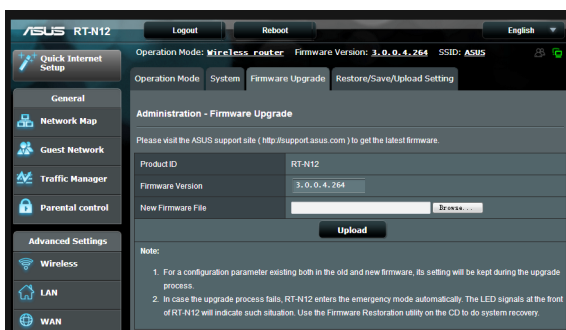 ASUS RT-N12 Logout Reboot English
Operation Mode: Wireless router Firmware Version: 3.0.0.4.264 SSID: ASUS
Quick Internet
Setup
Operation Mode System Firmware Upgrade Restore/Save/Upload Setting
General
Network Map
Guest Network
Traffic Manager
Parental control
Advanced Settings
Wireless
LAN
WAN
Administration - Firmware Upgrade
Please visit the ASUS support site ( http://support.asus.com ) to get the latest firmware.
Product ID RT-N12
Firmware Version 3.0.0.4.264
New Firmware File Browse...
Upload
Note:
1. For a configuration parameter existing both in the old and new firmware, its setting will be kept during the upgrade
process.
2. In case the upgrade process fails, RT-N12 enters the emergency mode automatically. The LED signals at the front
of RT-N12 will indicate such situation. Use the Firmware Restoration utility on the CD to do system recovery.